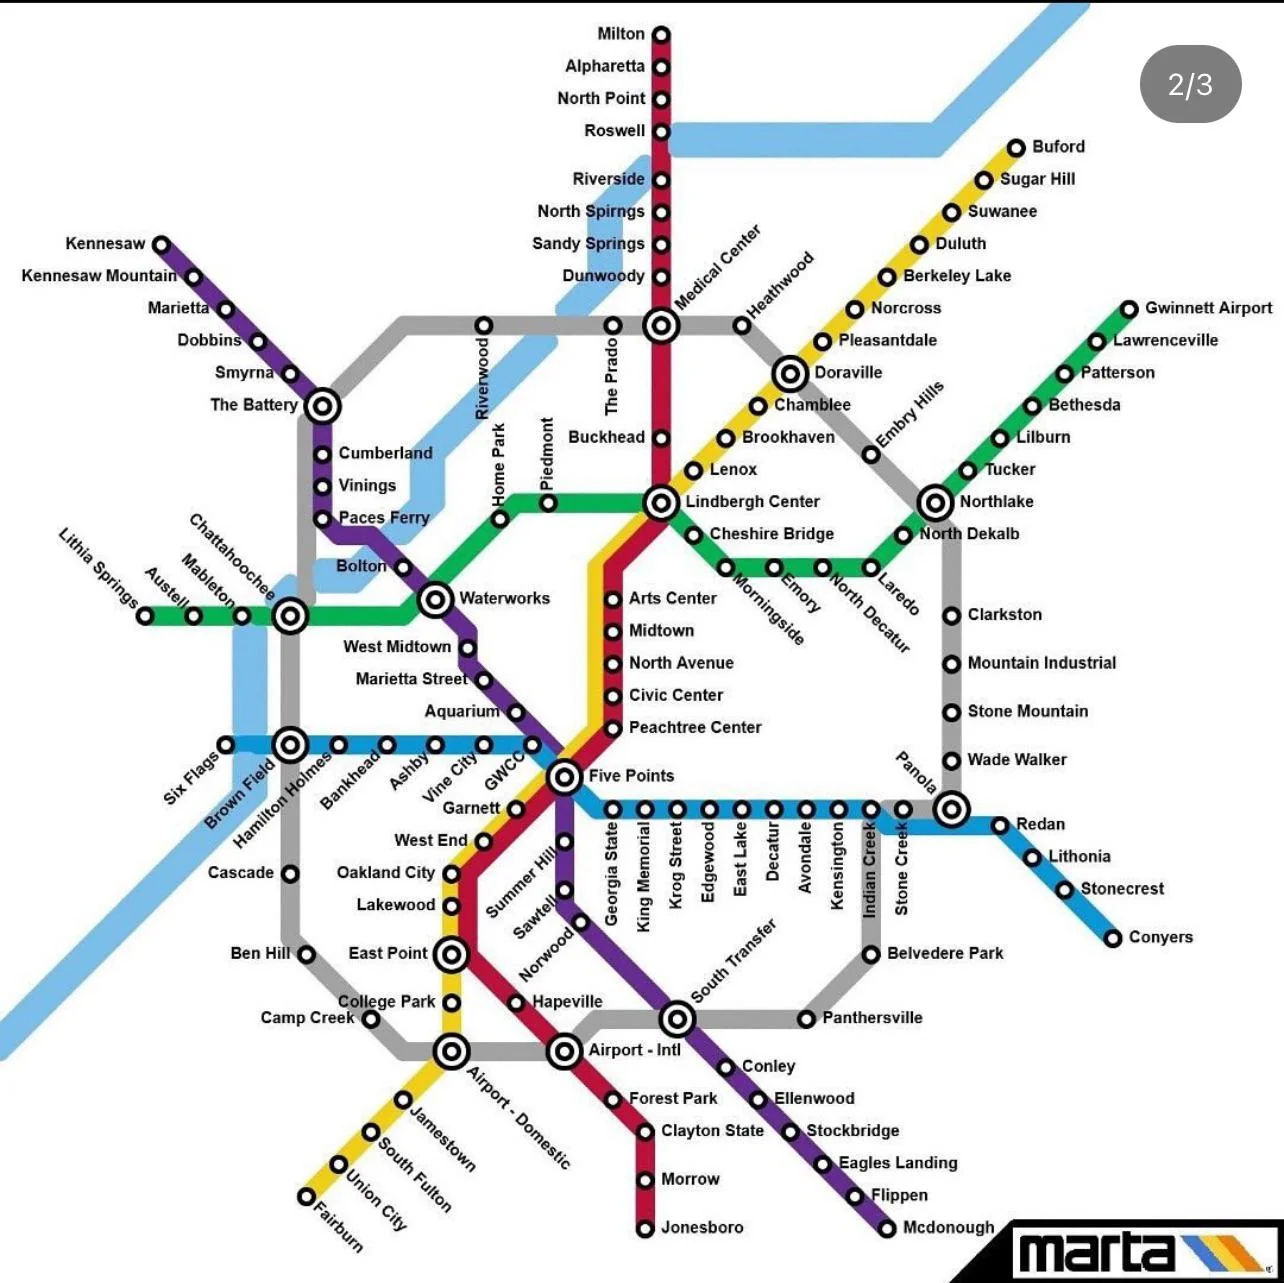 Milton
Alpharetta
North Point
Roswell
2/3
Riverside
North Spirngs
Sandy Springs
Dunwoody
Medical Center
Heathwood
Riverwood
The Prado
Buckhead
Buford
Sugar Hill
Suwanee
Duluth
Berkeley Lake
Norcross
Pleasantdale
Doraville
Chamblee
Brookhaven
Lenox
Lindbergh Center
Kennesaw
Kennesaw Mountain
Marietta
Dobbins
Smyrna
The Battery
Cumberland
Vinings
Paces Ferry
Bolton
Waterworks
West Midtown
Marietta Street
Aquarium
Gwinnett Airport
Lawrenceville
Patterson
Bethesda
Lilburn
Tucker
Northlake
North Dekalb
Embry Hills
Home Park
Piedmont
Cheshire Bridge
Morningside
Emory
North Decatur
Laredo
Lithia Springs
Austell
Mableton
Chattahoochee
Arts Center
Midtown
North Avenue
Civic Center
Peachtree Center
Five Points
Clarkston
Mountain Industrial
Stone Mountain
Wade Walker
Panola
Six Flags
Brown Field
Hamilton Holmes
Bankhead
Ashby
Vine City
GWCC
Garnett
West End
Oakland City
Lakewood
East Point
College Park
Georgia State
King Memorial
Krog Street
Edgewood
East Lake
Decatur
Avondale
Kensington
Indian Creek
Stone Creek
Redan
Lithonia
Stonecrest
Conyers
Summer Hill
Sawtell
Norwood
South Transfer
Cascade
Ben Hill
Camp Creek
Hapeville
Airport - Intl
Airport - Domestic
Belvedere Park
Panthersville
Conley
Ellenwood
Stockbridge
Eagles Landing
Flippen
Mcdonough
Forest Park
Clayton State
Morrow
Jonesboro
Jamestown
South Fulton
Union City
Fairburn
marta